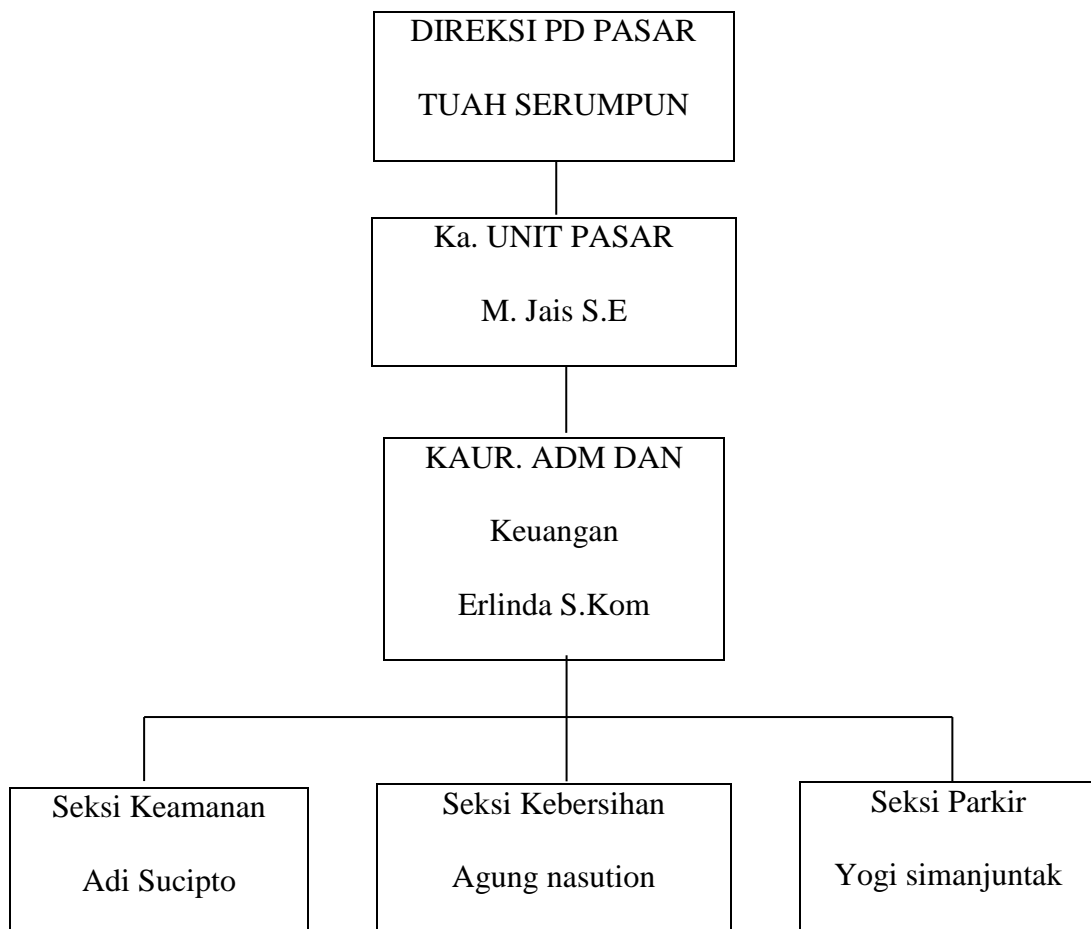 DIREKSI PD PASAR
TUAH SERUMPUN
Ka. UNIT PASAR
M. Jais S.E
KAUR. ADM DAN
Keuangan
Erlinda S.Kom
Seksi Keamanan
Adi Sucipto
Seksi Kebersihan
Agung nasution
Seksi Parkir
Yogi simanjuntak